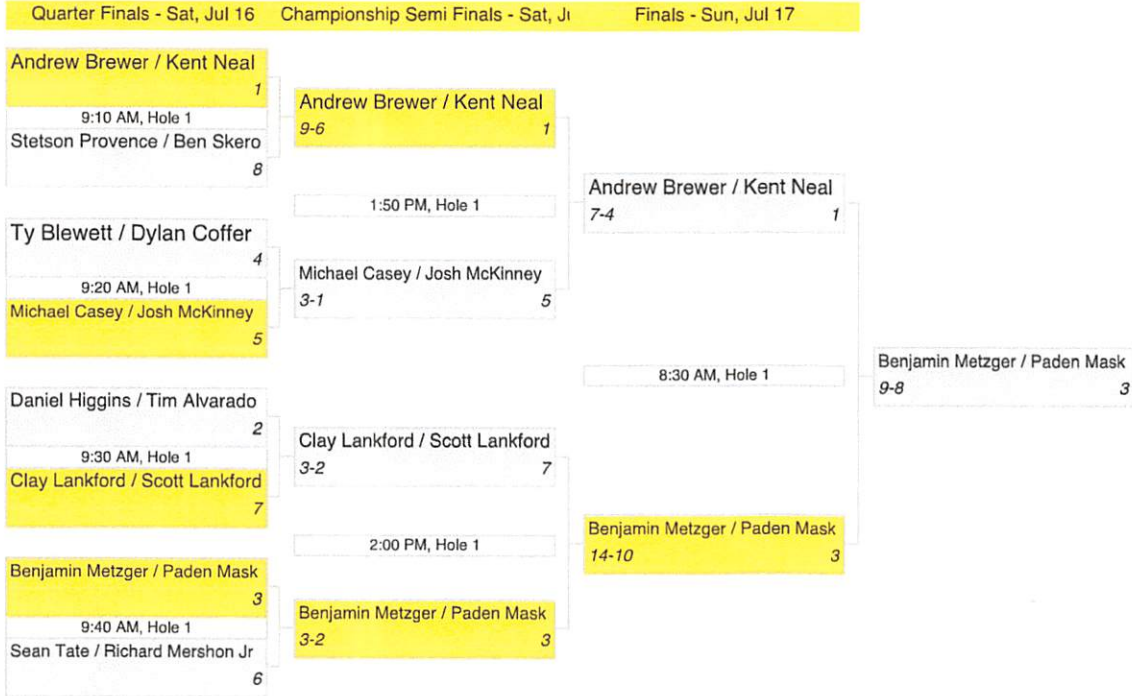 Quarter Finals - Sat, Jul 16
Championship Semi Finals - Sat, Ju
Finals - Sun, Jul 17
Andrew Brewer / Kent Neal
1
9:10 AM, Hole 1
Stetson Provence / Ben Skero
8
Ty Blewett / Dylan Coffer
4
9:20 AM, Hole 1
Michael Casey / Josh McKinney
5
Daniel Higgins / Tim Alvarado
2
9:30 AM, Hole 1
Clay Lankford / Scott Lankford
7
Benjamin Metzger / Paden Mask
3
9:40 AM, Hole 1
Sean Tate / Richard Mershon Jr
6
Andrew Brewer / Kent Neal
9-6 1
1:50 PM, Hole 1
Michael Casey / Josh McKinney
3-1 5
Clay Lankford / Scott Lankford
3-2 7
2:00 PM, Hole 1
Benjamin Metzger / Paden Mask
3-2 3
Andrew Brewer / Kent Neal
7-4 1
8:30 AM, Hole 1
Benjamin Metzger / Paden Mask
14-10 3
Benjamin Metzger / Paden Mask
9-8 3